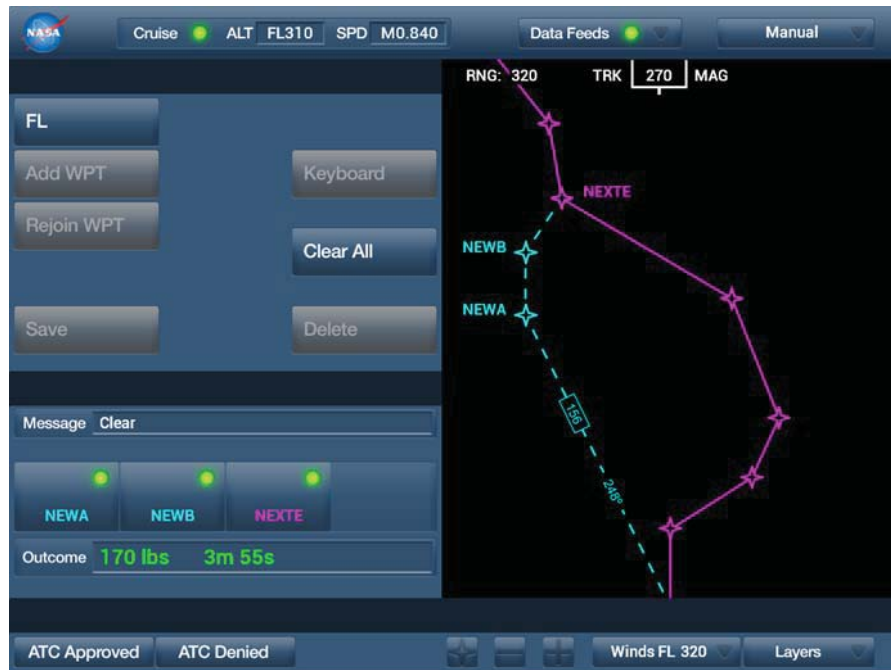 NASA Cruise ALT FL310 SPD M0.840 Data Feeds Manual
RNG: 320 TRK 270 MAG
FL
Add WPT Keyboard
Rejoin WPT
Clear All
Save Delete
NEXTE
NEWB
NEWA
156
248°
Message Clear
NEWA NEWB NEXTE
Outcome 170 lbs 3m 55s
ATC Approved ATC Denied Winds FL 320 Layers